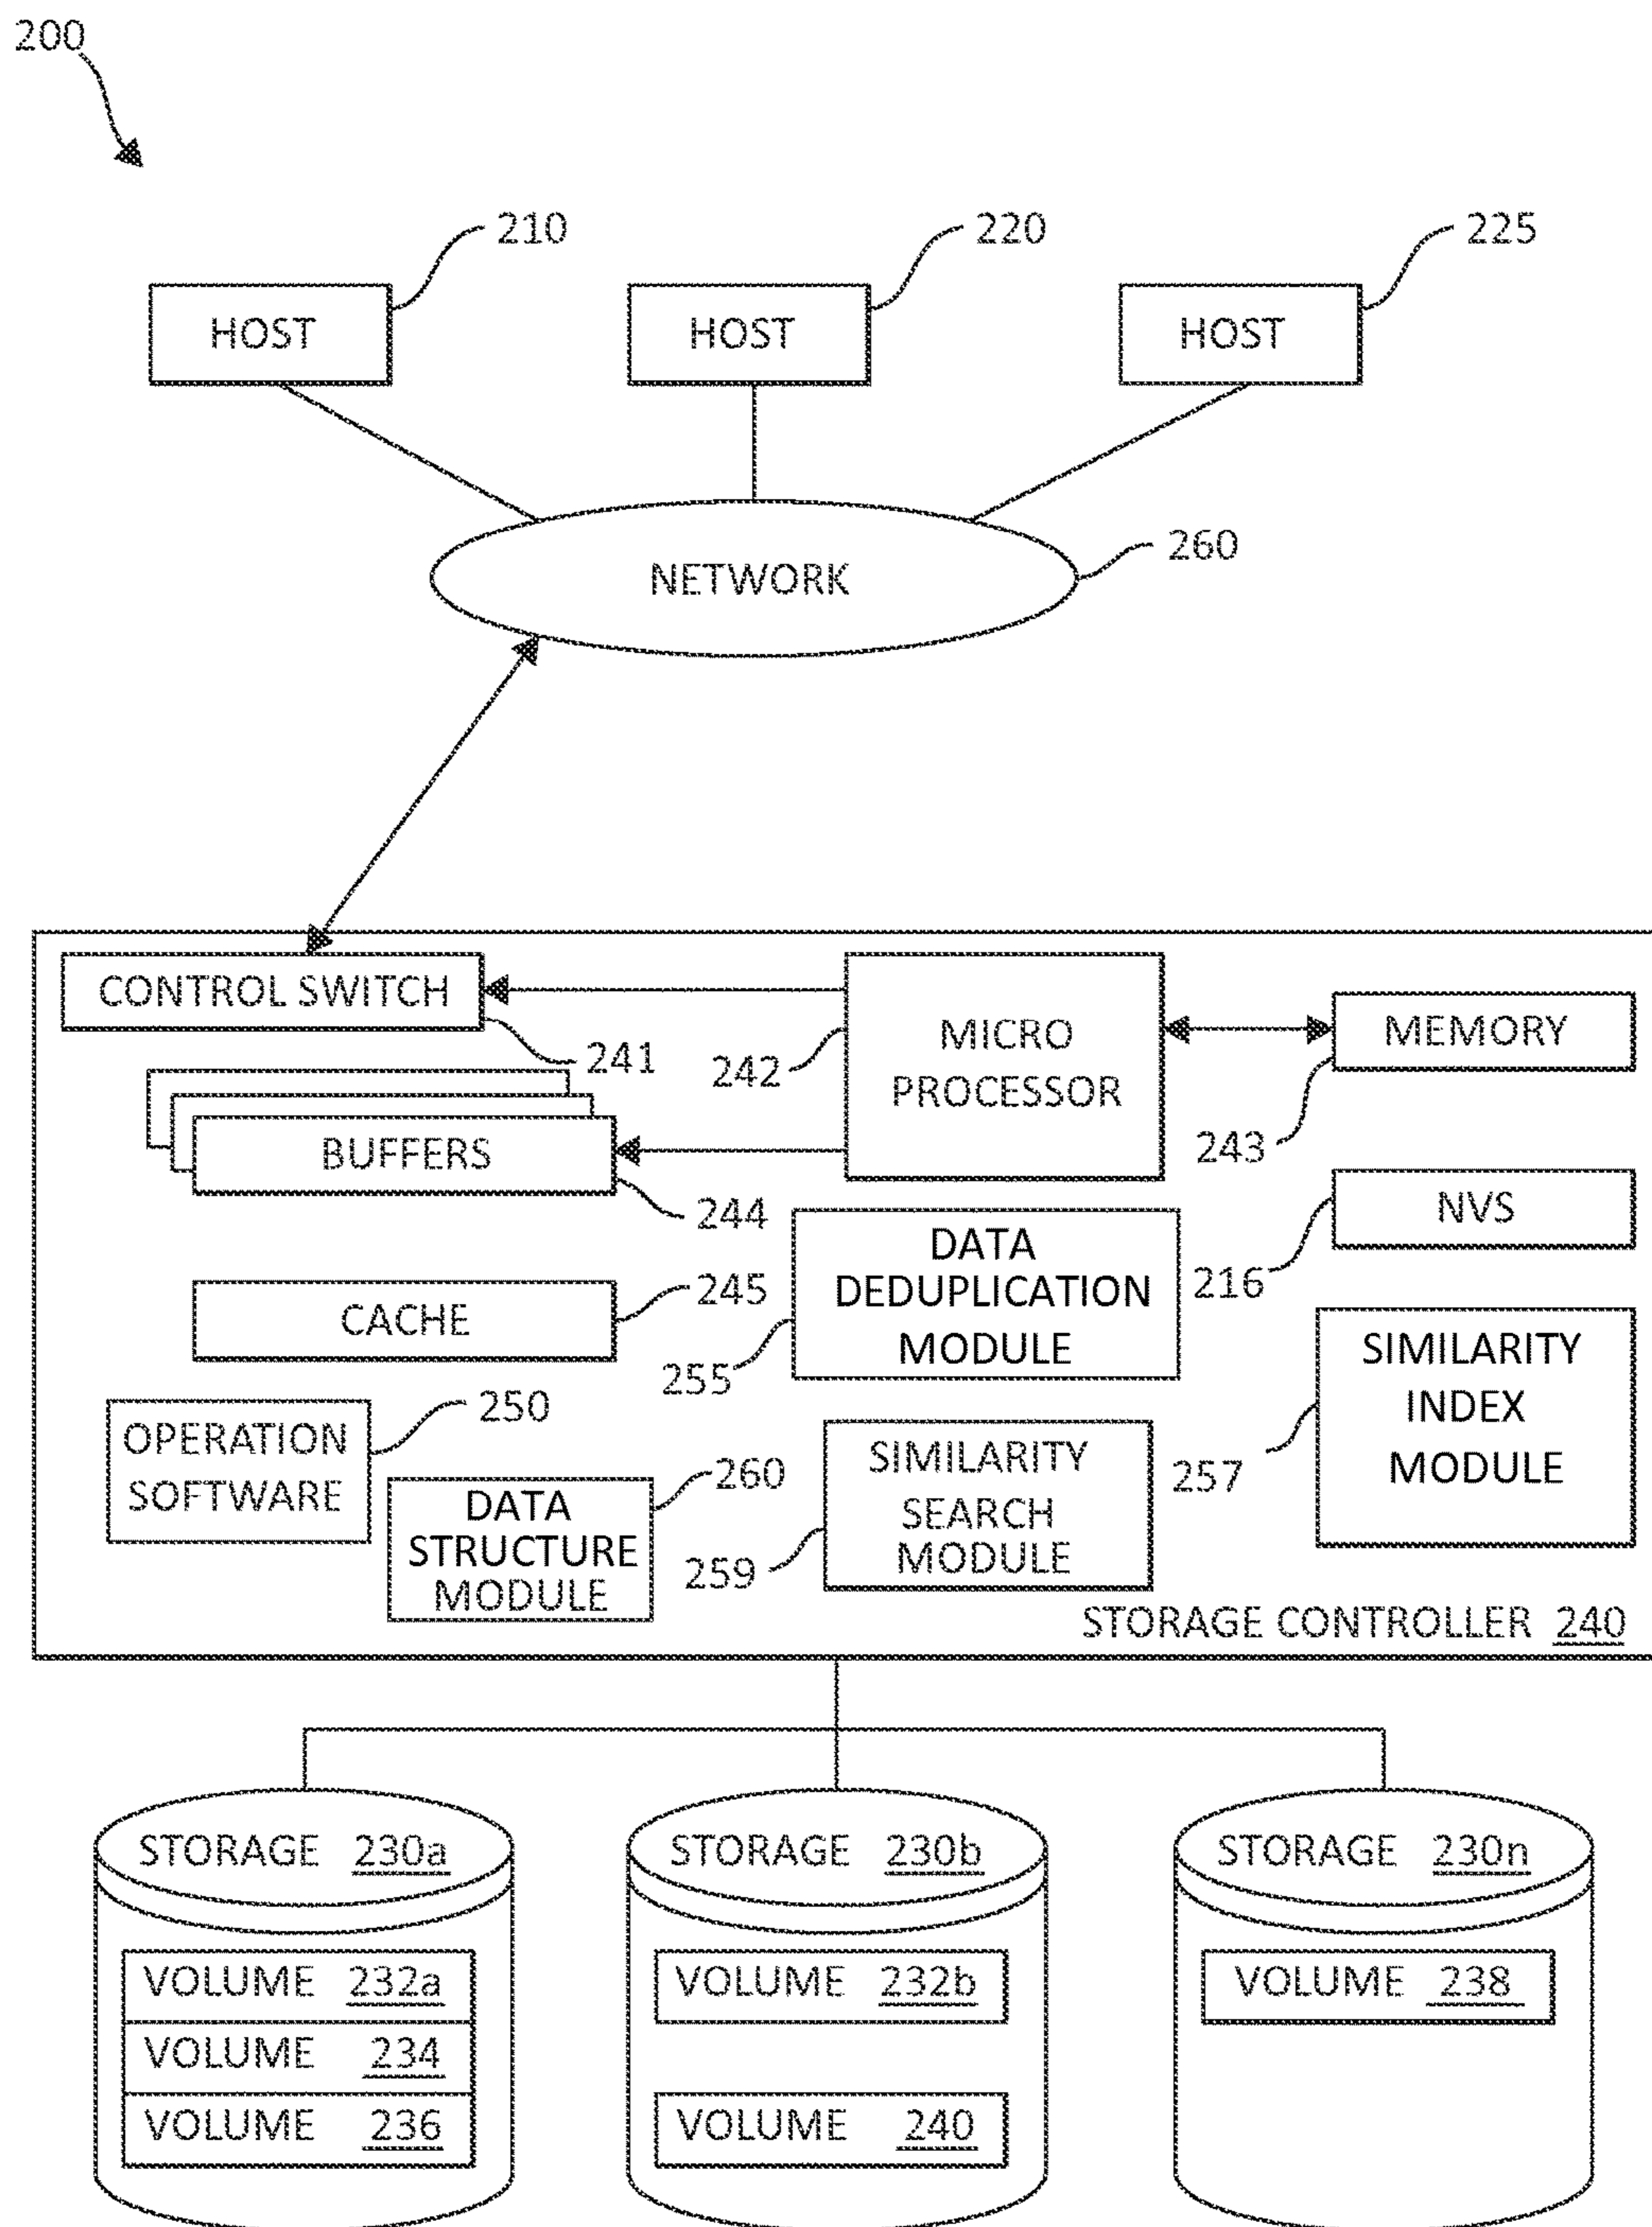 200
210
220
225
HOST
HOST
HOST
260
NETWORK
CONTROL SWITCH
241
242
MICRO
PROCESSOR
MEMORY
243
BUFFERS
244
NVS
216
DATA
DEDUPLICATION
MODULE
255
CACHE
245
SIMILARITY
INDEX
MODULE
257
OPERATION
SOFTWARE
250
DATA
STRUCTURE
MODULE
260
SIMILARITY
SEARCH
MODULE
259
STORAGE CONTROLLER 240
STORAGE 230a
STORAGE 230b
STORAGE 230n
VOLUME 232a
VOLUME 234
VOLUME 236
VOLUME 232b
VOLUME 240
VOLUME 238